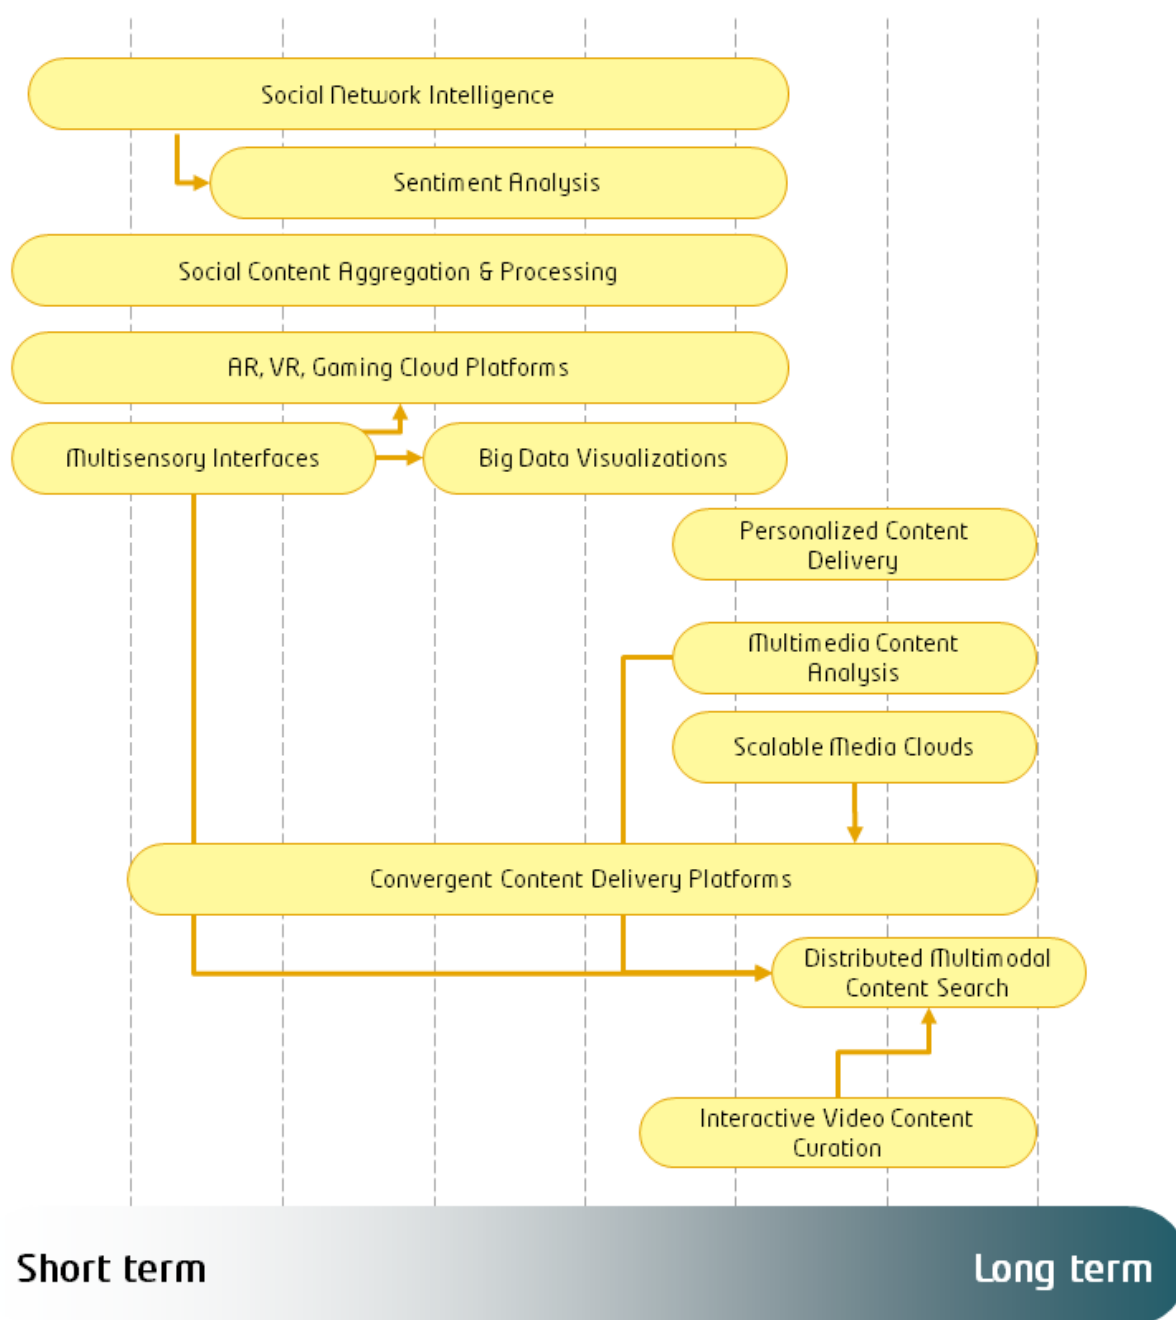 Social Network Intelligence
Sentiment Analysis
Social Content Aggregation & Processing
AR, VR, Gaming Cloud Platforms
Multisensory Interfaces
Big Data Visualizations
Personalized Content
Delivery
Multimedia Content
Analysis
Scalable Media Clouds
Convergent Content Delivery Platforms
Distributed Multimodal
Content Search
Interactive Video Content
Curation
Short term
Long term